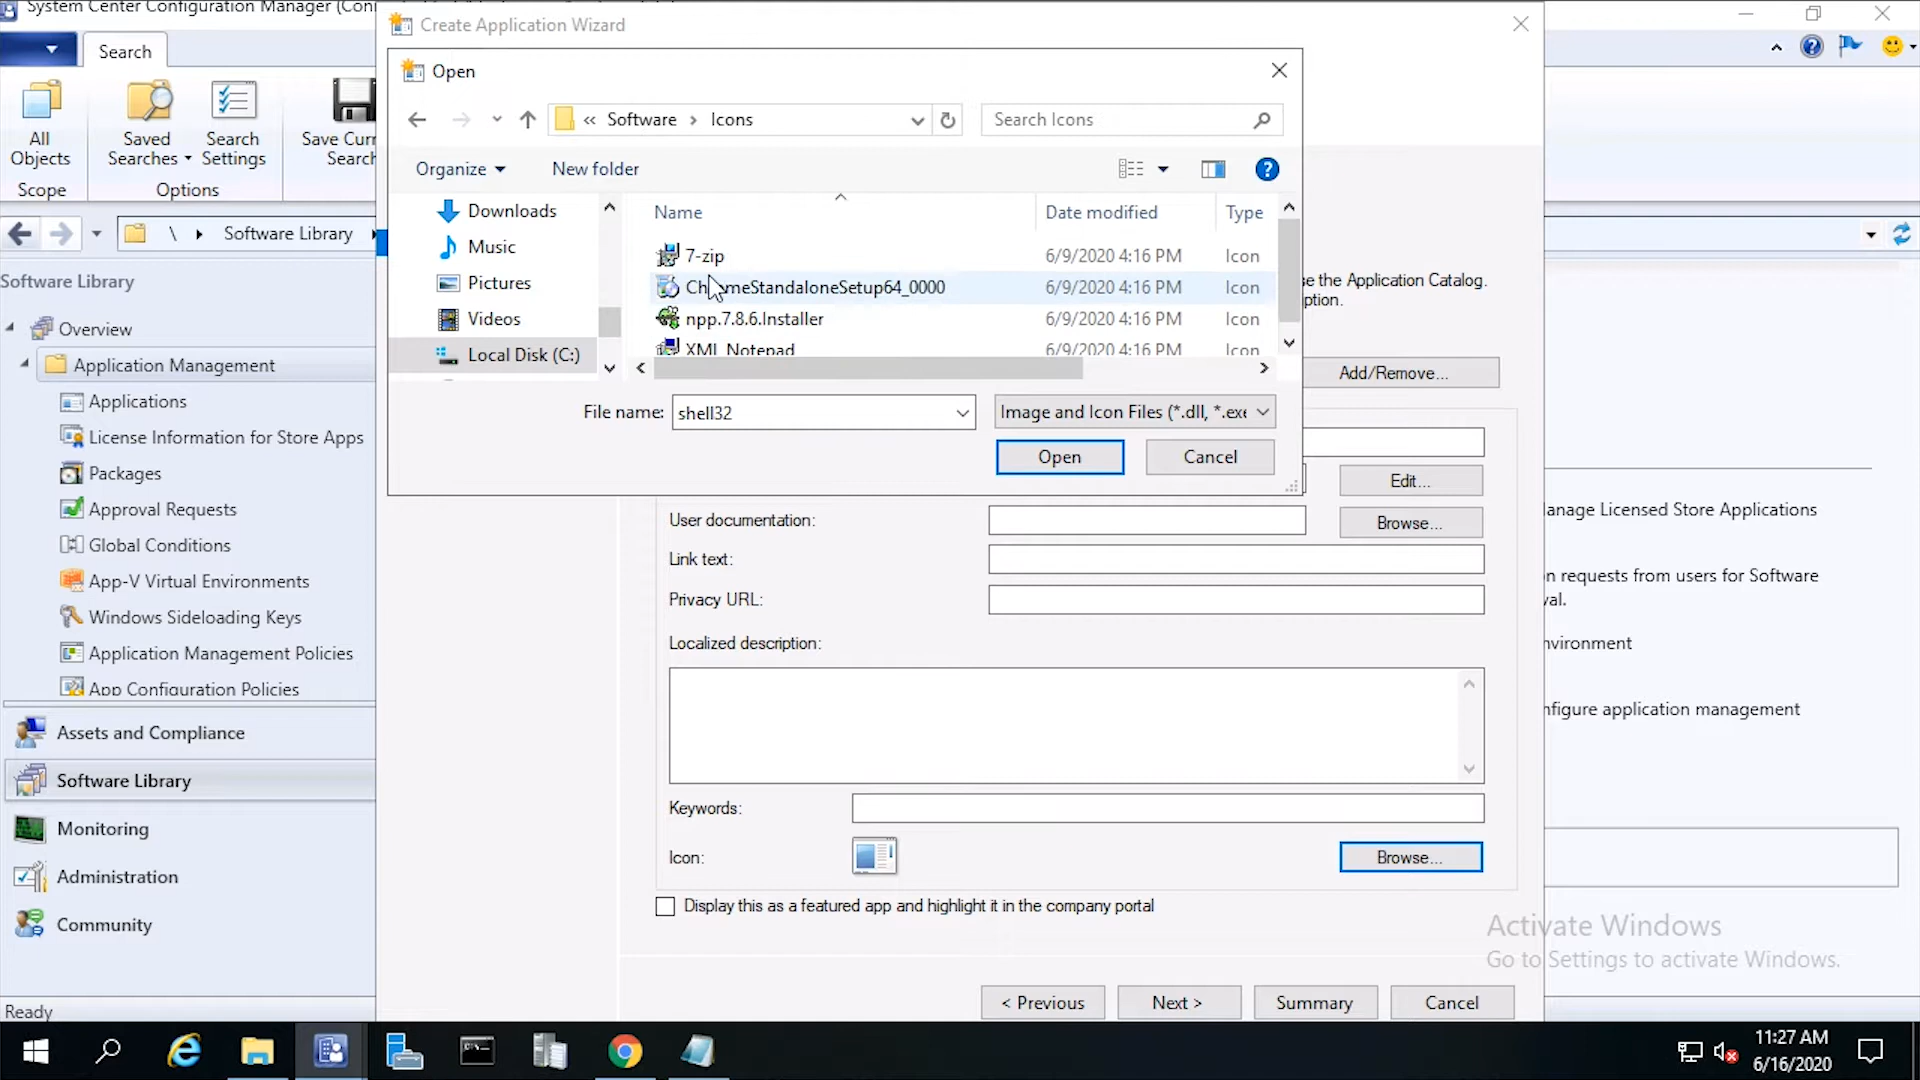 System Center Configuration Manager (Con
Search
All
Objects
Saved
Searches
Search
Settings
Save Curr
Search
Scope
Options
\ Software Library
Software Library
Overview
Application Management
Applications
License Information for Store Apps
Packages
Approval Requests
Global Conditions
App-V Virtual Environments
Windows Sideloading Keys
Application Management Policies
App Configuration Policies
Assets and Compliance
Software Library
Monitoring
Administration
Community
Ready
Create Application Wizard
Open
« Software › Icons
Search Icons
Organize
New folder
Downloads
Music
Pictures
Videos
Local Disk (C:)
Name Date modified Type
7-zip 6/9/2020 4:16 PM Icon
ChromeStandaloneSetup64_0000 6/9/2020 4:16 PM Icon
npp.7.8.6.Installer 6/9/2020 4:16 PM Icon
XML Notepad 6/9/2020 4:16 PM Icon
File name: shell32
Image and Icon Files (*.dll, *.exe
Open
Cancel
se the Application Catalog.
ption.
Add/Remove...
Edit...
User documentation:
Browse...
Link text:
Privacy URL:
Localized description:
Keywords:
Icon:
Browse...
Display this as a featured app and highlight it in the company portal
< Previous
Next >
Summary
Cancel
anage Licensed Store Applications
n requests from users for Software
val.
nvironment
nfigure application management
Activate Windows
Go to Settings to activate Windows.
11:27 AM
6/16/2020